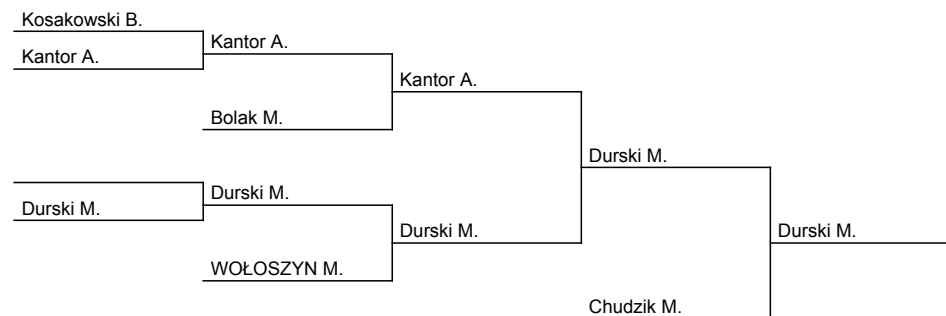 Kosakowski B.
Kantor A.
Kantor A.
Kantor A.
Bolak M.
Durski M.
Durski M.
Durski M.
Durski M.
Durski M.
WOŁOSZYN M.
Chudzik M.